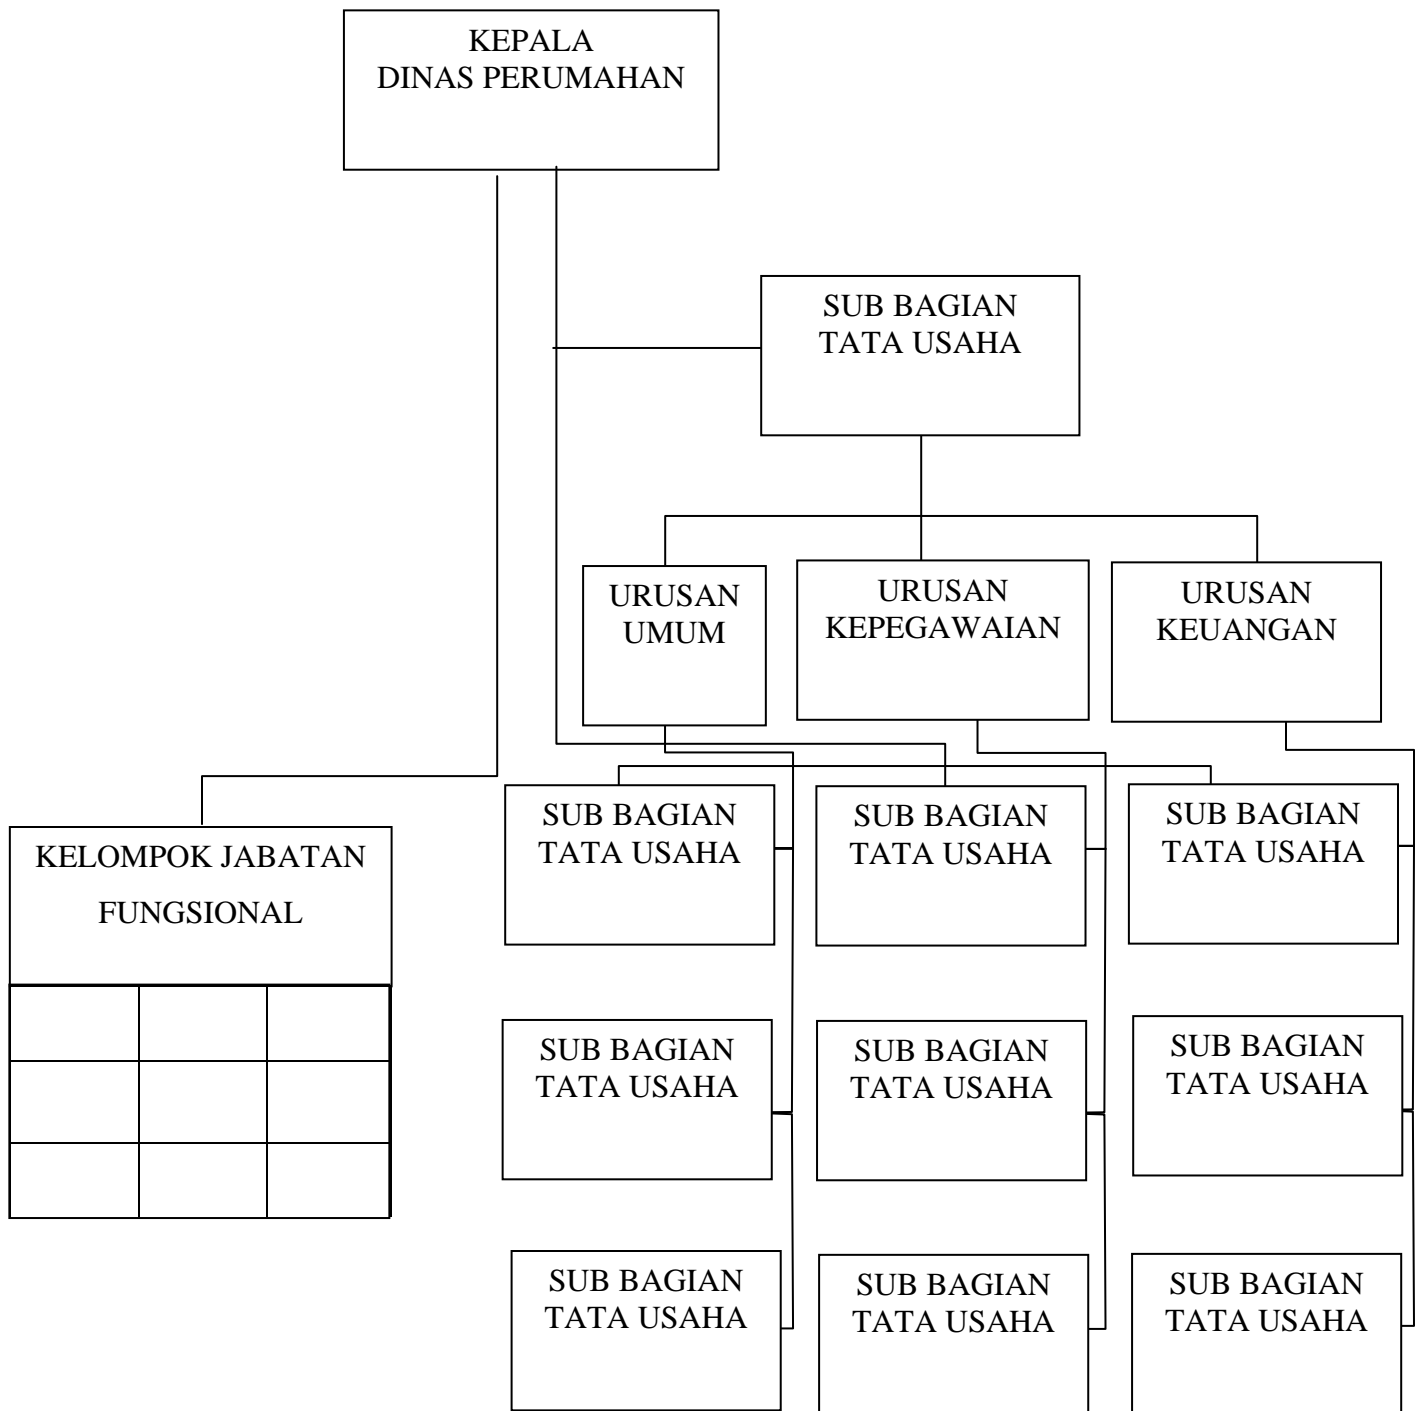 KEPALA
DINAS PERUMAHAN
SUB BAGIAN
TATA USAHA
URUSAN
UMUM
URUSAN
KEPEGAWAIAN
URUSAN
KEUANGAN
KELOMPOK JABATAN
FUNGSIONAL
SUB BAGIAN
TATA USAHA
SUB BAGIAN
TATA USAHA
SUB BAGIAN
TATA USAHA
SUB BAGIAN
TATA USAHA
SUB BAGIAN
TATA USAHA
SUB BAGIAN
TATA USAHA
SUB BAGIAN
TATA USAHA
SUB BAGIAN
TATA USAHA
SUB BAGIAN
TATA USAHA